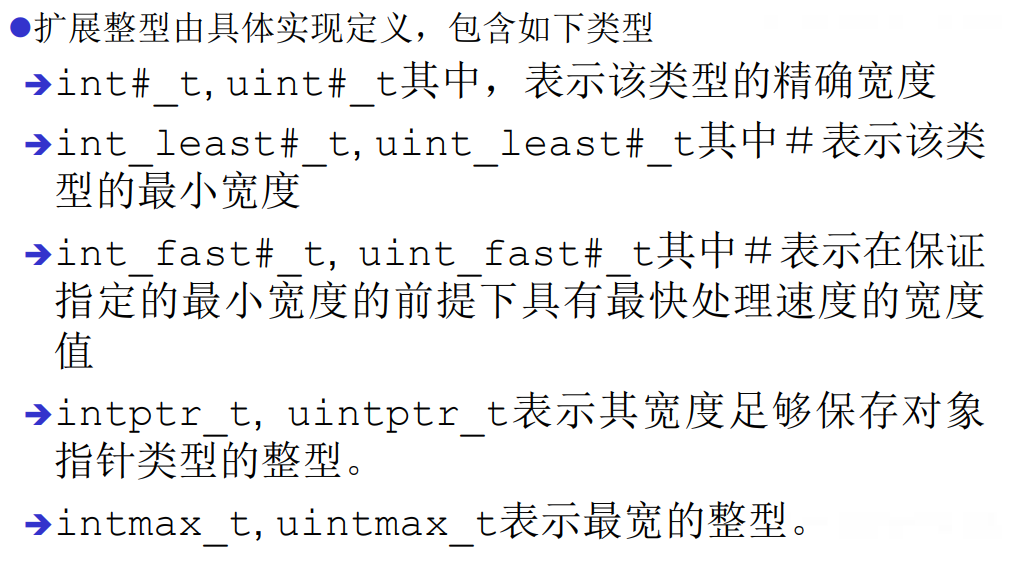 ●扩展整型由具体实现定义，包含如下类型
➔int#_t,uint#_t其中，表示该类型的精确宽度
➔int_least#_t,uint_least#_t其中＃表示该类
型的最小宽度
➔int_fast#_t, uint_fast#_t其中＃表示在保证
指定的最小宽度的前提下具有最快处理速度的宽度
值
➔intptr_t, uintptr_t表示其宽度足够保存对象
指针类型的整型。
➔intmax_t,uintmax_t表示最宽的整型。